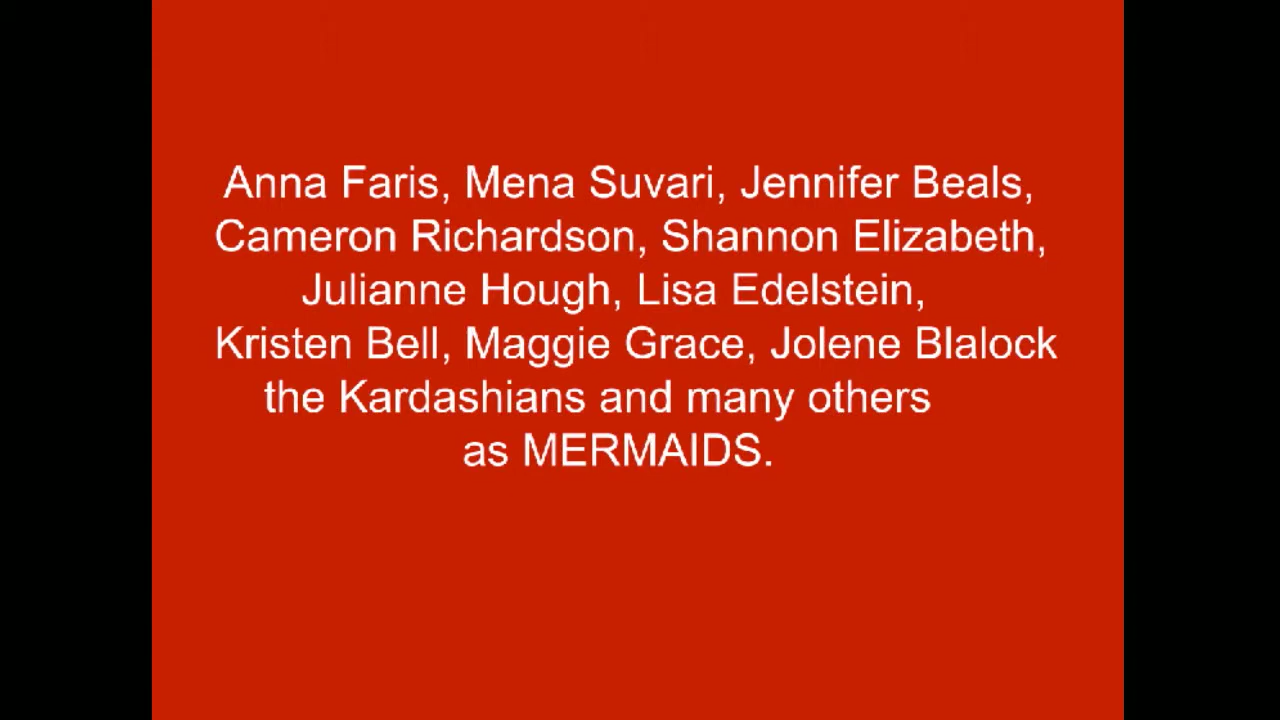 Anna Faris, Mena Suvari, Jennifer Beals,
Cameron Richardson, Shannon Elizabeth,
Julianne Hough, Lisa Edelstein,
Kristen Bell, Maggie Grace, Jolene Blalock
the Kardashians and many others
as MERMAIDS.